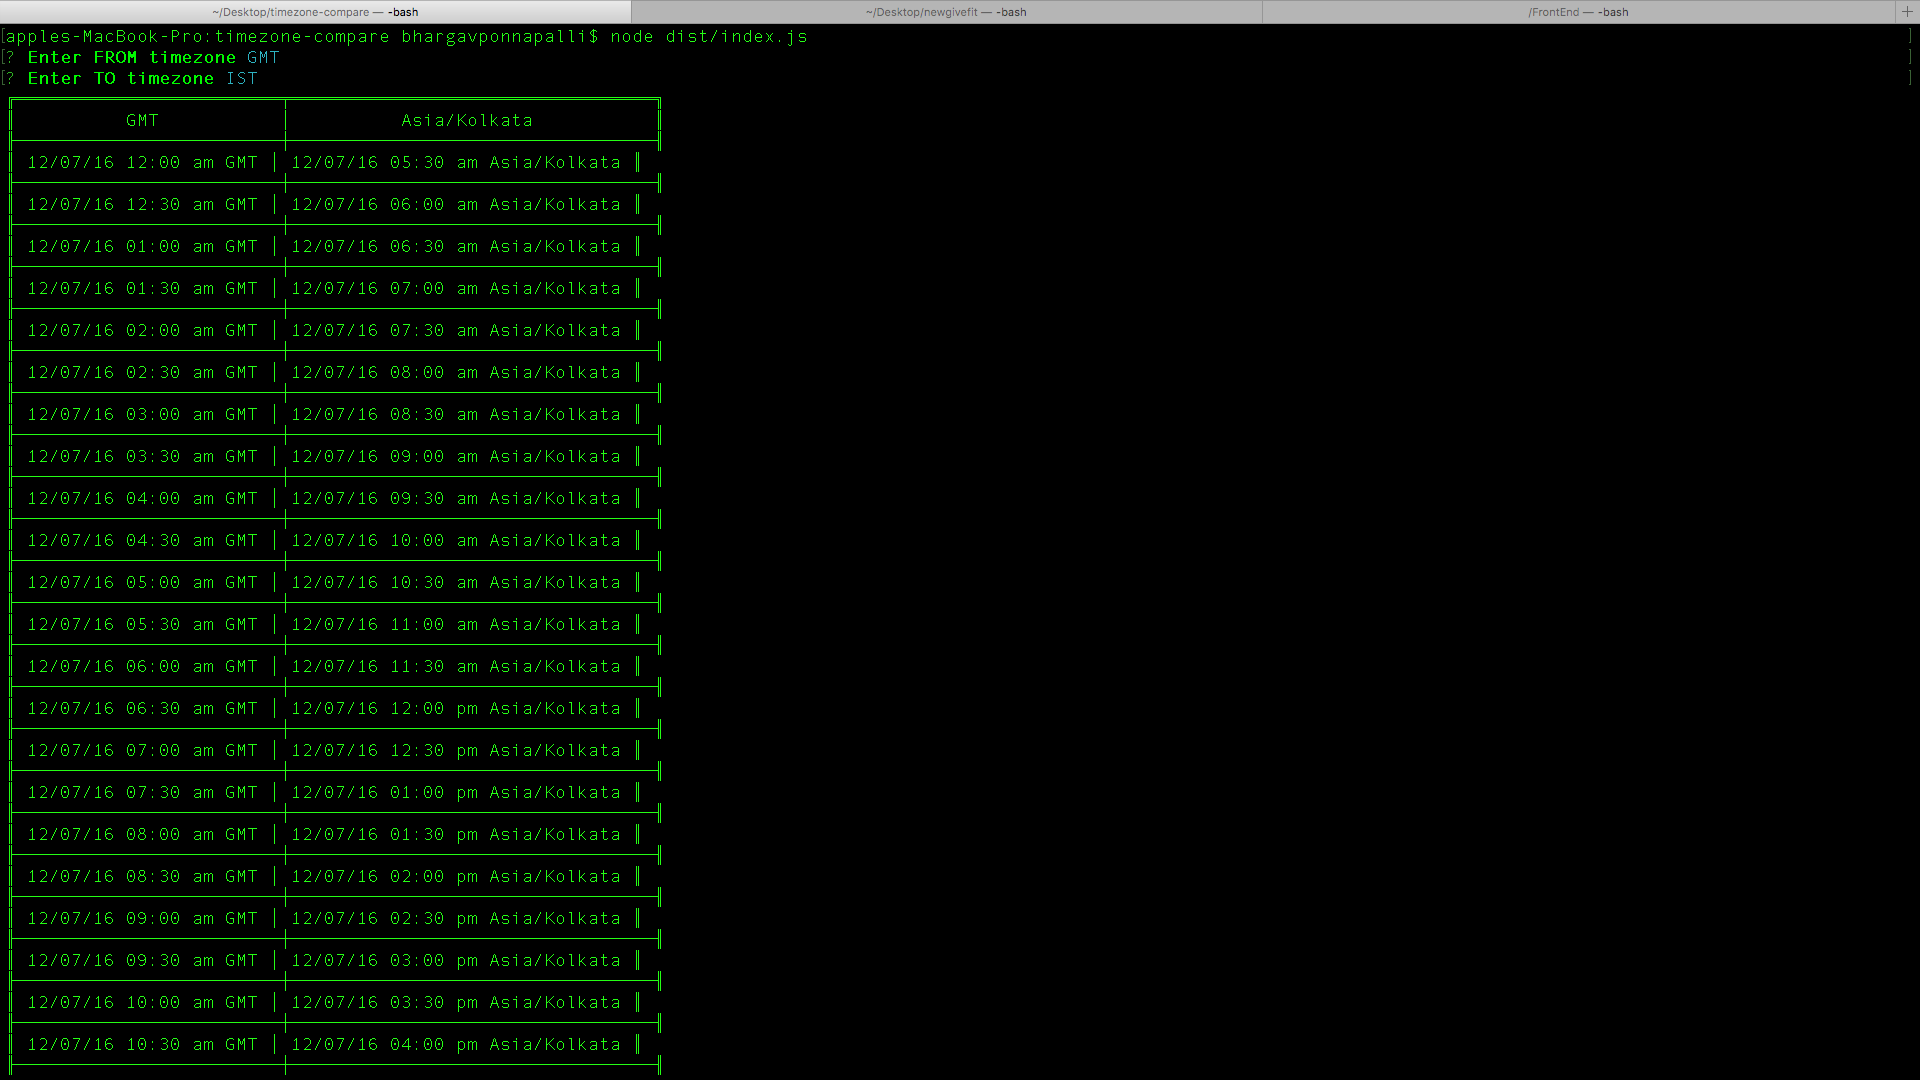 ~/Desktop/timezone-compare — -bash
~/Desktop/newgivefit — -bash
/FrontEnd — -bash
+
[apples-MacBook-Pro:timezone-compare bhargavponnapalli$ node dist/index.js ]
[? Enter FROM timezone GMT ]
[? Enter TO timezone IST ]
GMT Asia/Kolkata
12/07/16 12:00 am GMT | 12/07/16 05:30 am Asia/Kolkata ║
12/07/16 12:30 am GMT | 12/07/16 06:00 am Asia/Kolkata ║
12/07/16 01:00 am GMT | 12/07/16 06:30 am Asia/Kolkata ║
12/07/16 01:30 am GMT | 12/07/16 07:00 am Asia/Kolkata ║
12/07/16 02:00 am GMT | 12/07/16 07:30 am Asia/Kolkata ║
12/07/16 02:30 am GMT | 12/07/16 08:00 am Asia/Kolkata ║
12/07/16 03:00 am GMT | 12/07/16 08:30 am Asia/Kolkata ║
12/07/16 03:30 am GMT | 12/07/16 09:00 am Asia/Kolkata ║
12/07/16 04:00 am GMT | 12/07/16 09:30 am Asia/Kolkata ║
12/07/16 04:30 am GMT | 12/07/16 10:00 am Asia/Kolkata ║
12/07/16 05:00 am GMT | 12/07/16 10:30 am Asia/Kolkata ║
12/07/16 05:30 am GMT | 12/07/16 11:00 am Asia/Kolkata ║
12/07/16 06:00 am GMT | 12/07/16 11:30 am Asia/Kolkata ║
12/07/16 06:30 am GMT | 12/07/16 12:00 pm Asia/Kolkata ║
12/07/16 07:00 am GMT | 12/07/16 12:30 pm Asia/Kolkata ║
12/07/16 07:30 am GMT | 12/07/16 01:00 pm Asia/Kolkata ║
12/07/16 08:00 am GMT | 12/07/16 01:30 pm Asia/Kolkata ║
12/07/16 08:30 am GMT | 12/07/16 02:00 pm Asia/Kolkata ║
12/07/16 09:00 am GMT | 12/07/16 02:30 pm Asia/Kolkata ║
12/07/16 09:30 am GMT | 12/07/16 03:00 pm Asia/Kolkata ║
12/07/16 10:00 am GMT | 12/07/16 03:30 pm Asia/Kolkata ║
12/07/16 10:30 am GMT | 12/07/16 04:00 pm Asia/Kolkata ║